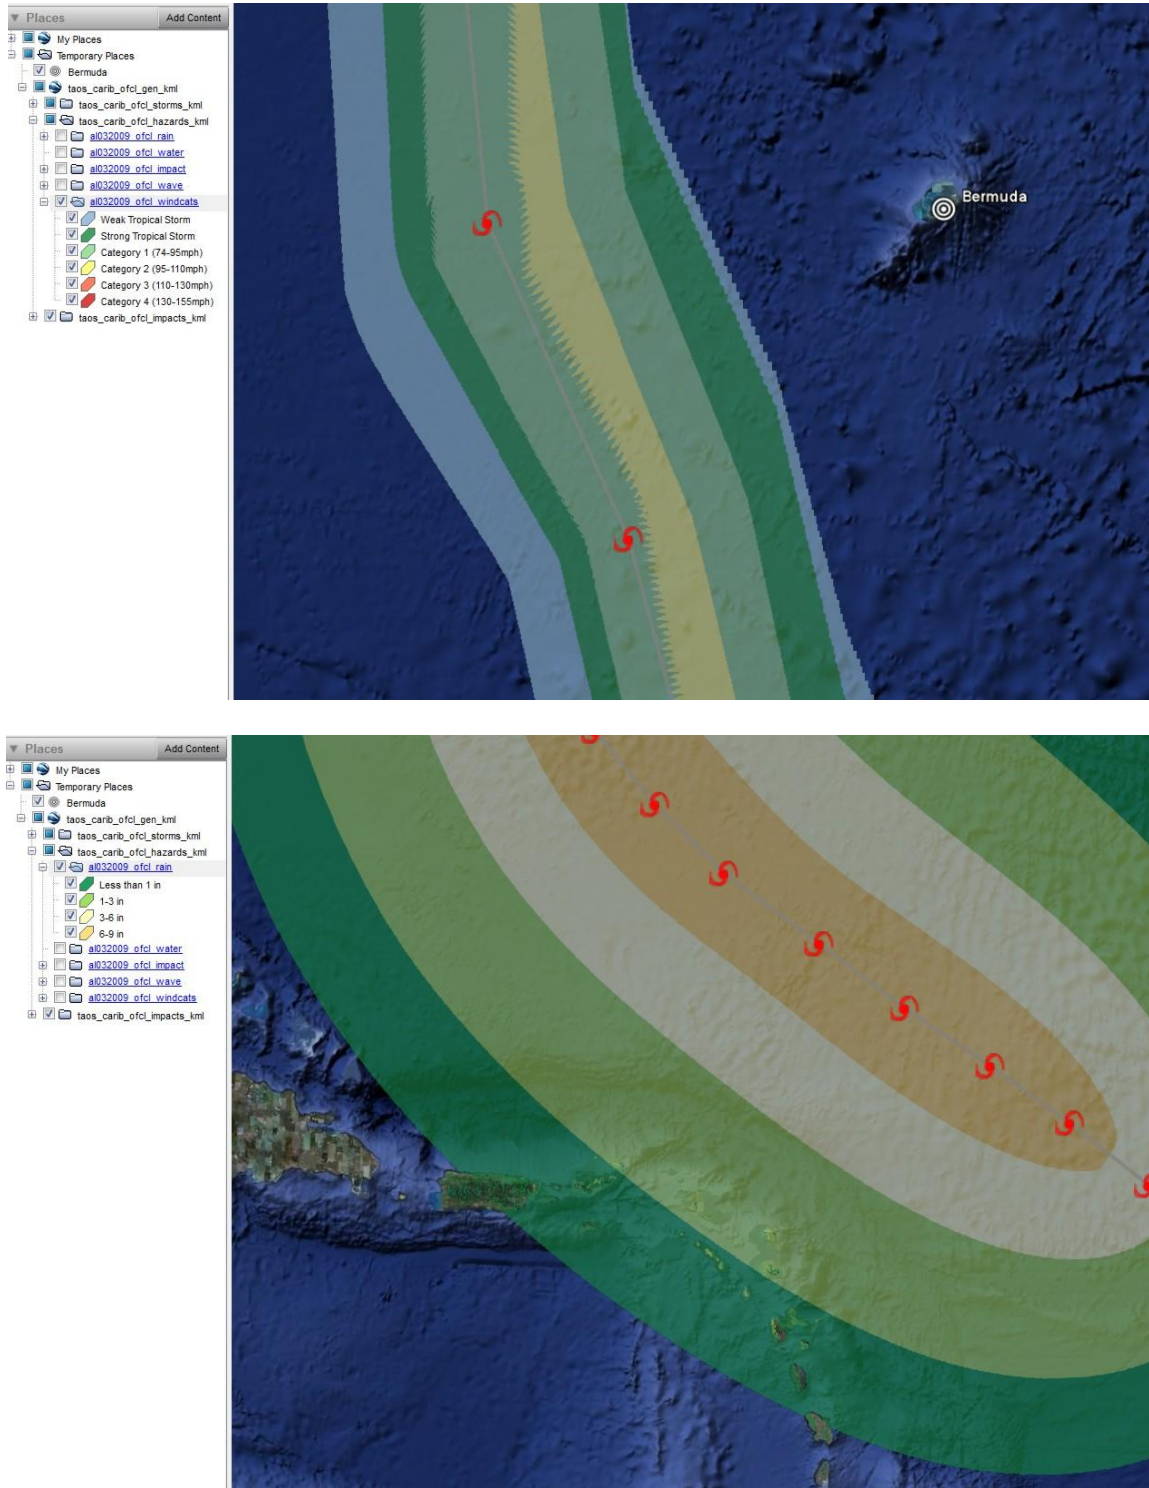 Places Add Content
My Places
Temporary Places
Bermuda
taos_carib_ofcl_gen_kml
taos_carib_ofcl_storms_kml
taos_carib_ofcl_hazards_kml
al032009_ofcl_rain
al032009_ofcl_water
al032009_ofcl_impact
al032009_ofcl_wave
al032009_ofcl_windcats
Weak Tropical Storm
Strong Tropical Storm
Category 1 (74-95mph)
Category 2 (95-110mph)
Category 3 (110-130mph)
Category 4 (130-155mph)
taos_carib_ofcl_impacts_kml
Bermuda
Places Add Content
My Places
Temporary Places
Bermuda
taos_carib_ofcl_gen_kml
taos_carib_ofcl_storms_kml
taos_carib_ofcl_hazards_kml
al032009_ofcl_rain
Less than 1 in
1-3 in
3-6 in
6-9 in
al032009_ofcl_water
al032009_ofcl_impact
al032009_ofcl_wave
al032009_ofcl_windcats
taos_carib_ofcl_impacts_kml